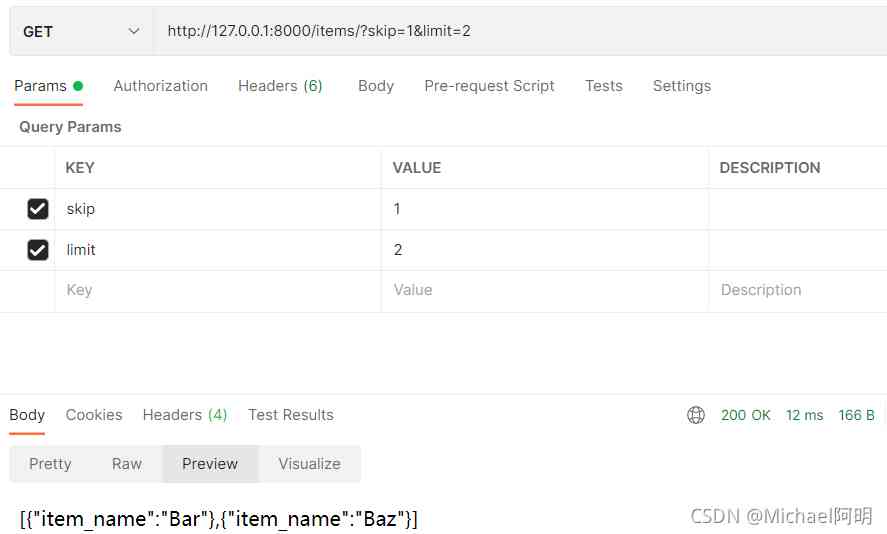 GET http://127.0.0.1:8000/items/?skip=1&limit=2
Params Authorization Headers (6) Body Pre-request Script Tests Settings
Query Params
KEY VALUE DESCRIPTION
skip 1
limit 2
Key Value Description
Body Cookies Headers (4) Test Results 200 OK 12 ms 166 B
Pretty Raw Preview Visualize
[{"item_name":"Bar"},{"item_name":"Baz"}]
CSDN @Michael阿明